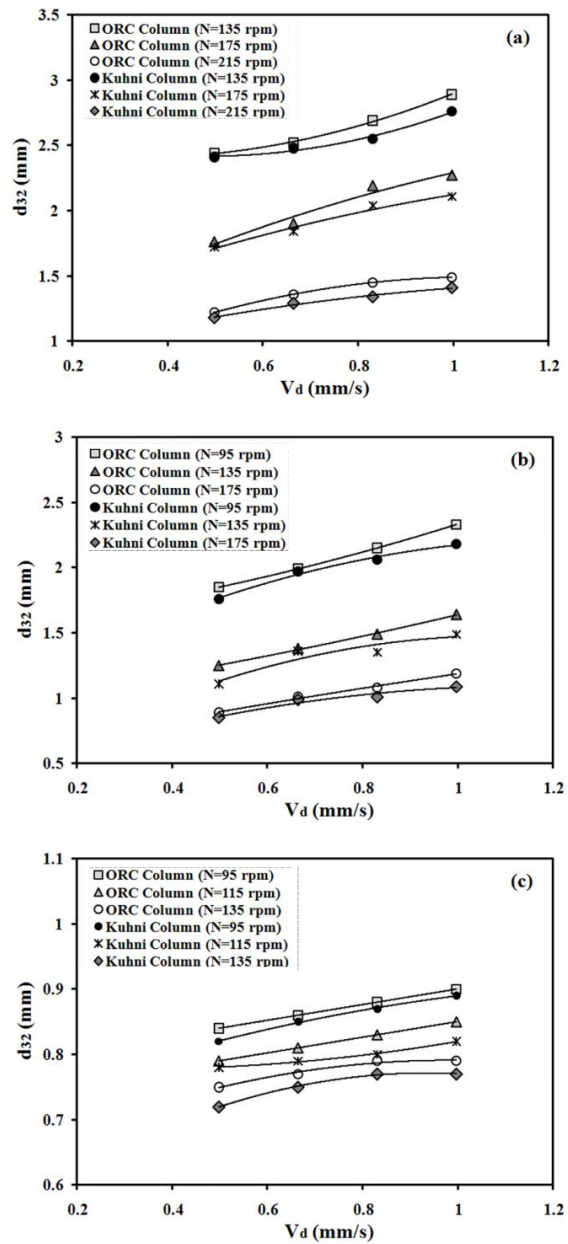 (a)
ORC Column (N=135 rpm)
ORC Column (N=175 rpm)
ORC Column (N=215 rpm)
Kuhni Column (N=135 rpm)
Kuhni Column (N=175 rpm)
Kuhni Column (N=215 rpm)
3
2.5
2
1.5
1
d32 (mm)
0.2 0.4 0.6 0.8 1 1.2
Vd (mm/s)
(b)
ORC Column (N=95 rpm)
ORC Column (N=135 rpm)
ORC Column (N=175 rpm)
Kuhni Column (N=95 rpm)
Kuhni Column (N=135 rpm)
Kuhni Column (N=175 rpm)
3
2.5
2
1.5
1
0.5
d32 (mm)
0.2 0.4 0.6 0.8 1 1.2
Vd (mm/s)
(c)
ORC Column (N=95 rpm)
ORC Column (N=115 rpm)
ORC Column (N=135 rpm)
Kuhni Column (N=95 rpm)
Kuhni Column (N=115 rpm)
Kuhni Column (N=135 rpm)
1.1
1
0.9
0.8
0.7
0.6
d32 (mm)
0.2 0.4 0.6 0.8 1 1.2
Vd (mm/s)